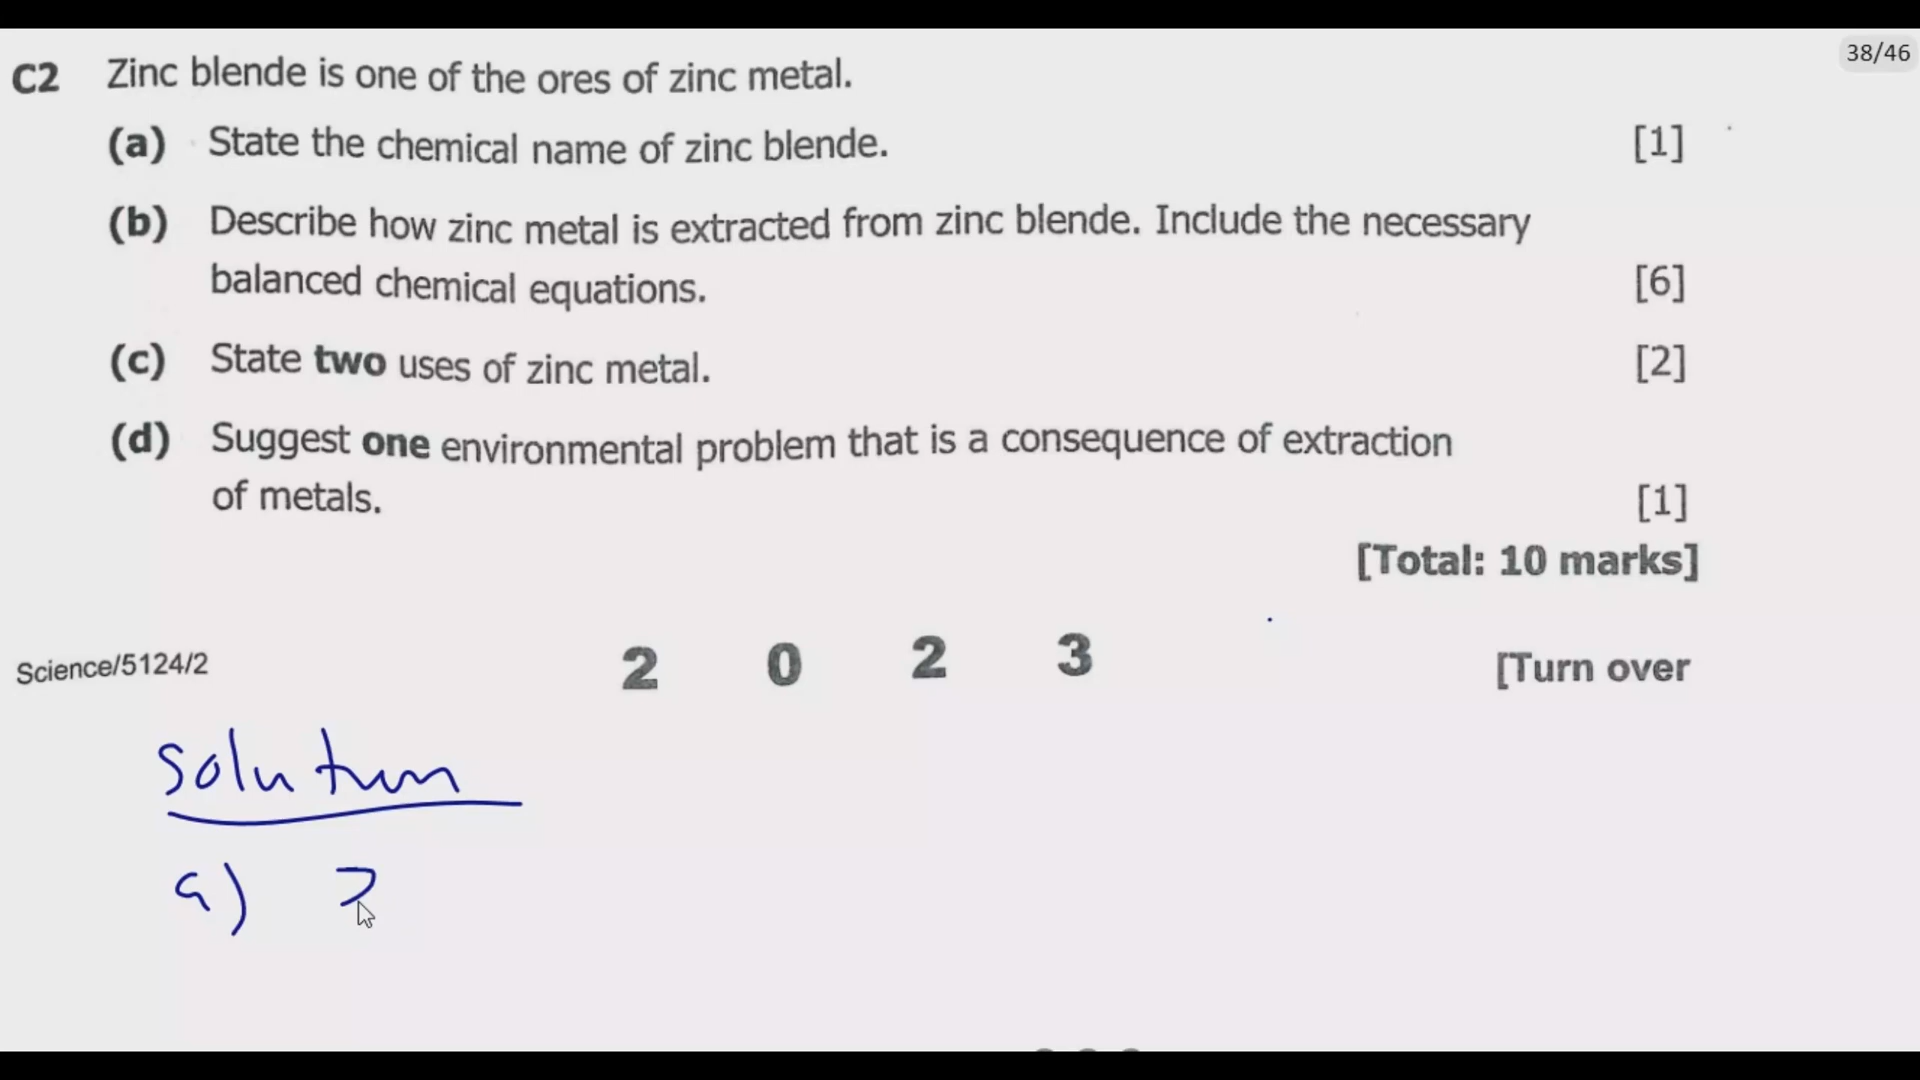 38/46
C2 Zinc blende is one of the ores of zinc metal.
(a) State the chemical name of zinc blende. [1]
(b) Describe how zinc metal is extracted from zinc blende. Include the necessary
balanced chemical equations. [6]
(c) State two uses of zinc metal. [2]
(d) Suggest one environmental problem that is a consequence of extraction
of metals. [1]
[Total: 10 marks]
Science/5124/2 2 0 2 3 [Turn over
Solution
a)